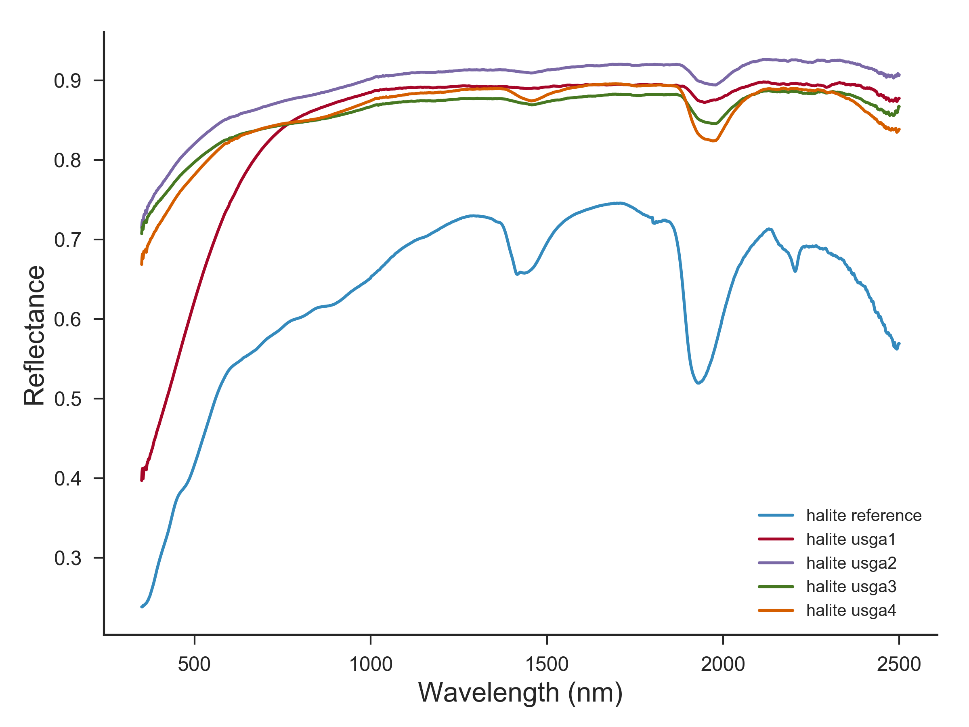 0.9
0.8
0.7
0.6
0.5
0.4
0.3
Reflectance
500
1000
1500
2000
2500
Wavelength (nm)
halite reference
halite usga1
halite usga2
halite usga3
halite usga4